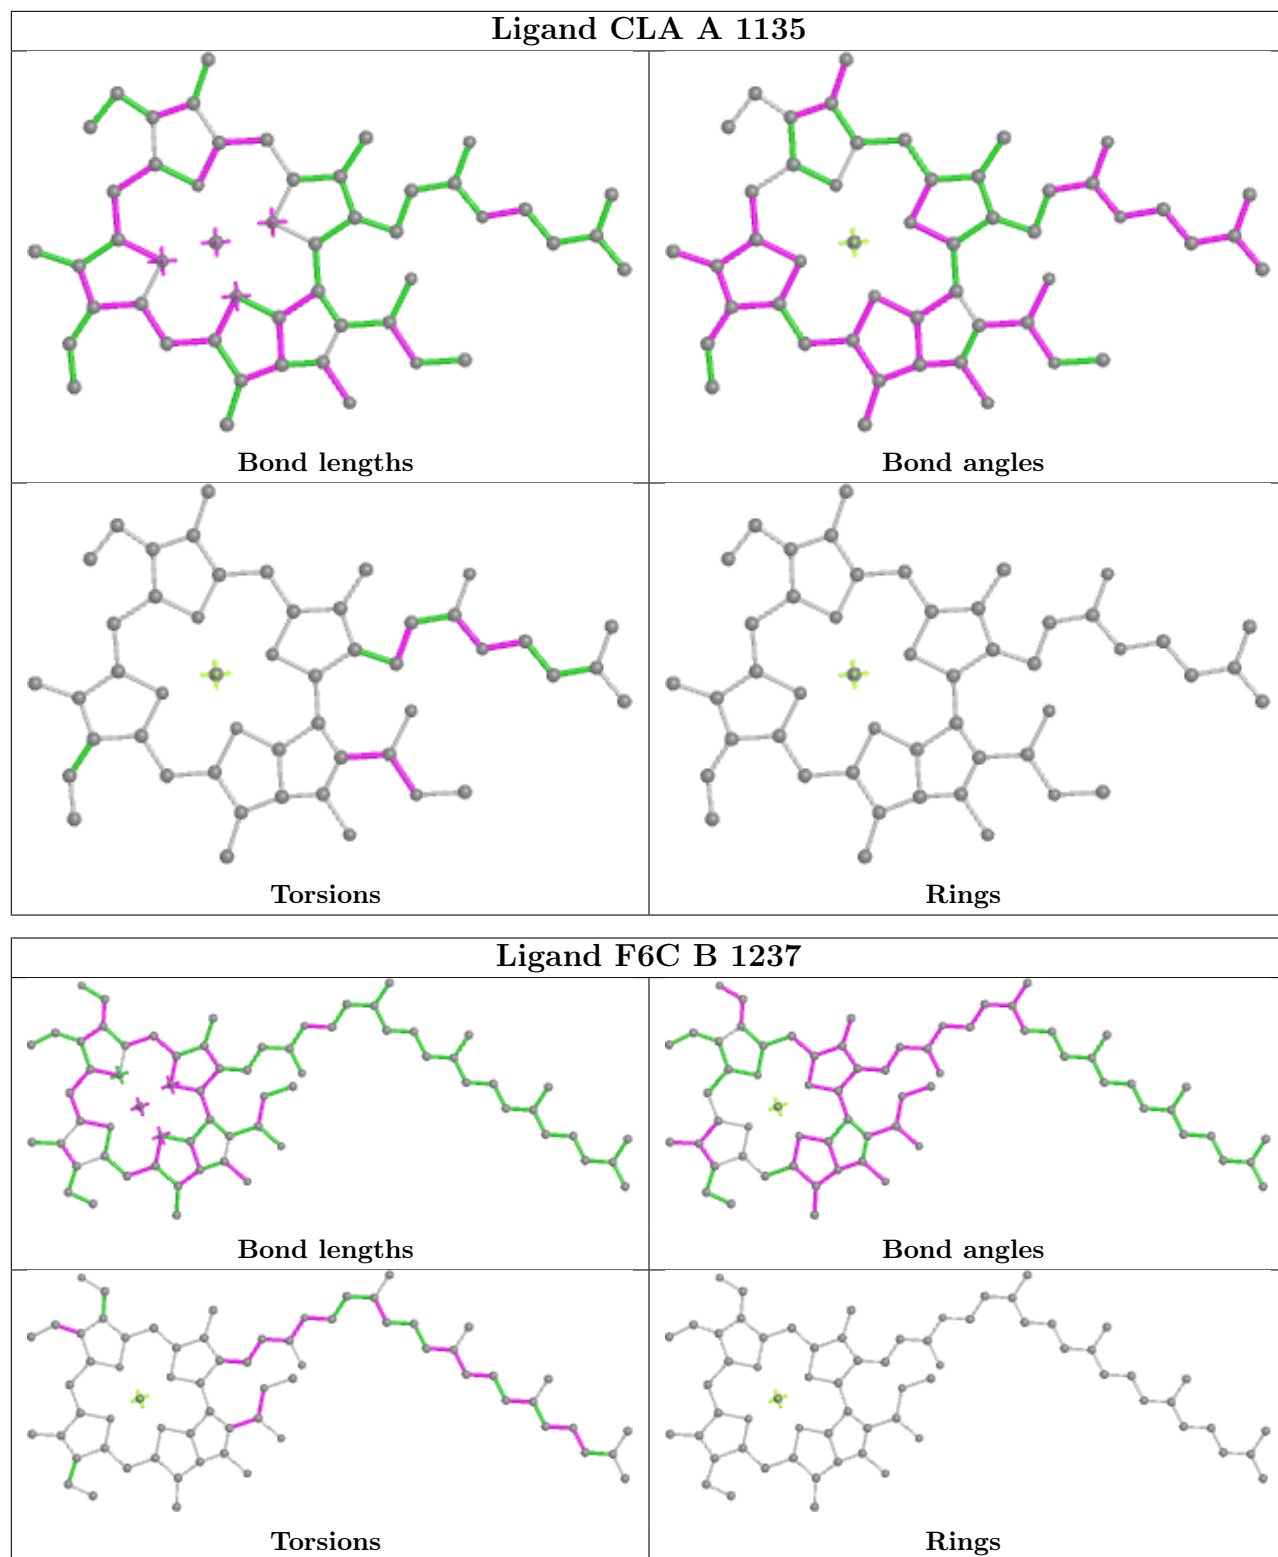 Ligand CLA A 1135
Bond lengths
Bond angles
Torsions
Rings
Ligand F6C B 1237
Bond lengths
Bond angles
Torsions
Rings